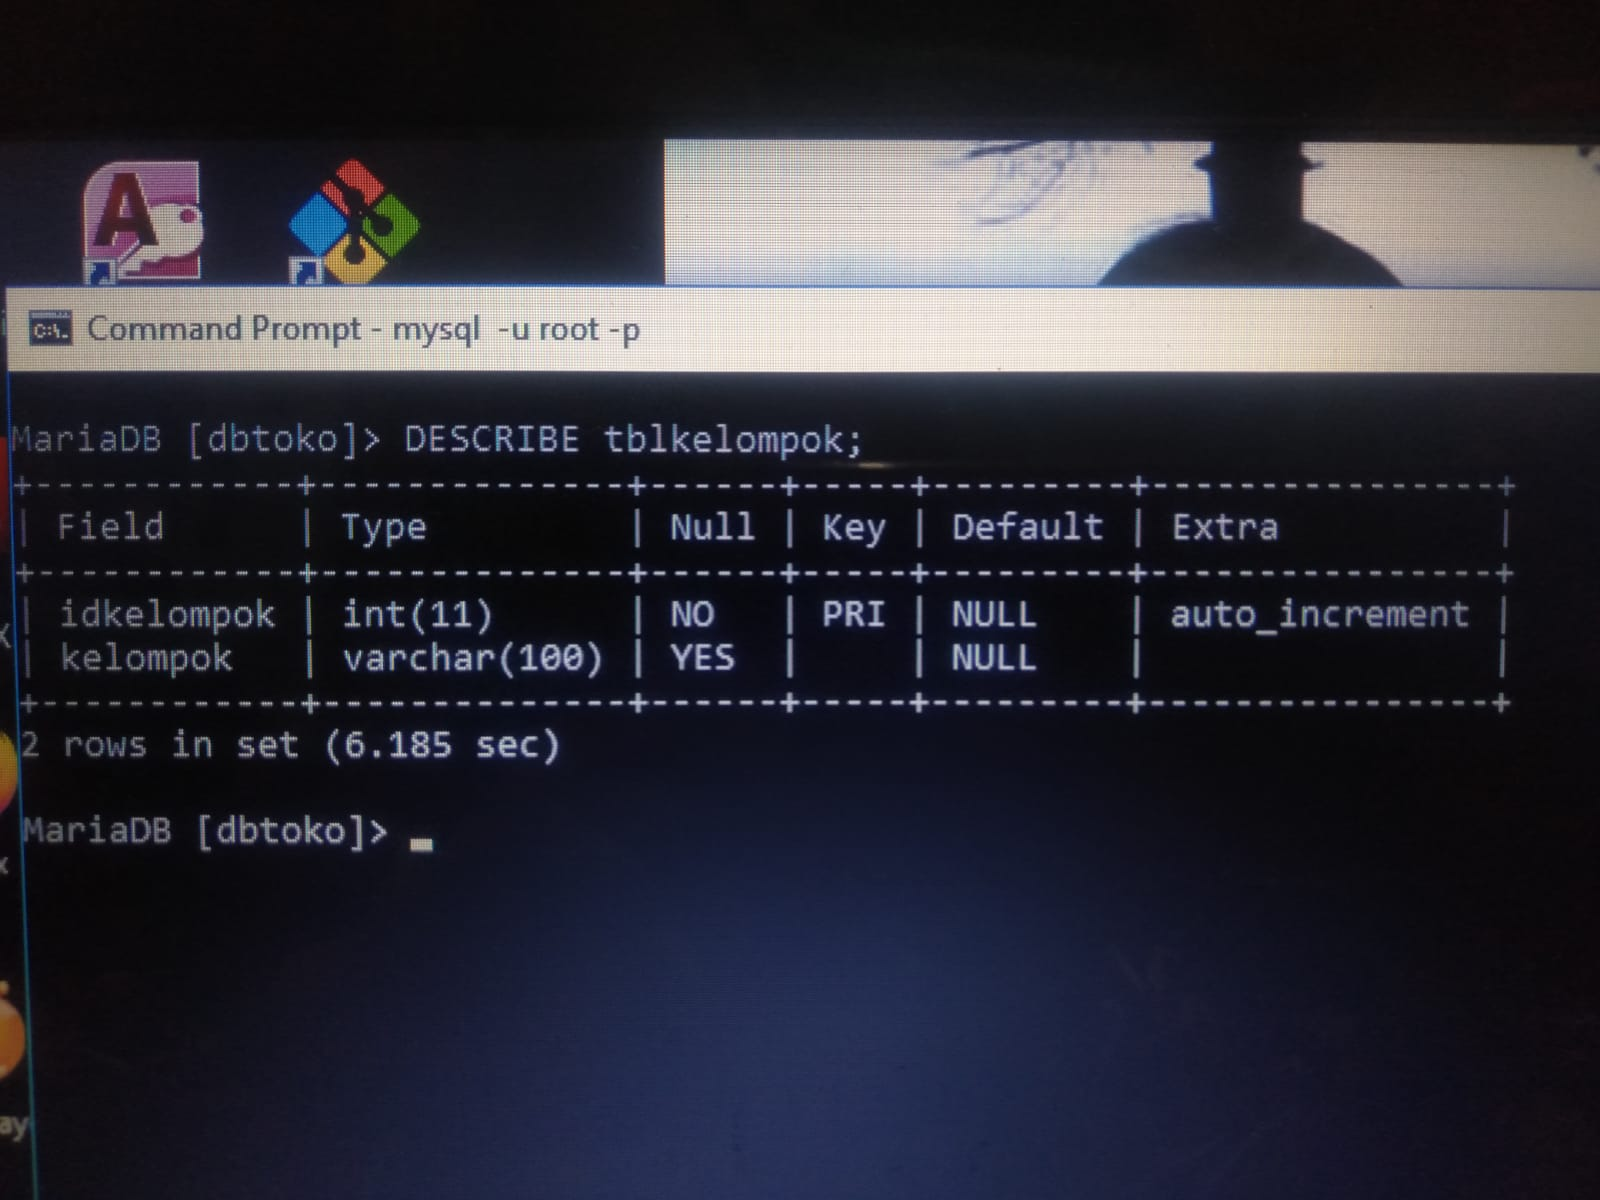 A
C:\. Command Prompt - mysql -u root -p
MariaDB [dbtoko]> DESCRIBE tblkelompok;
+-------------+--------------+------+-----+---------+----------------+
| Field | Type | Null | Key | Default | Extra |
+-------------+--------------+------+-----+---------+----------------+
| idkelompok | int(11) | NO | PRI | NULL | auto_increment |
| kelompok | varchar(100) | YES | | NULL | |
+-------------+--------------+------+-----+---------+----------------+
2 rows in set (6.185 sec)
MariaDB [dbtoko]>
ay